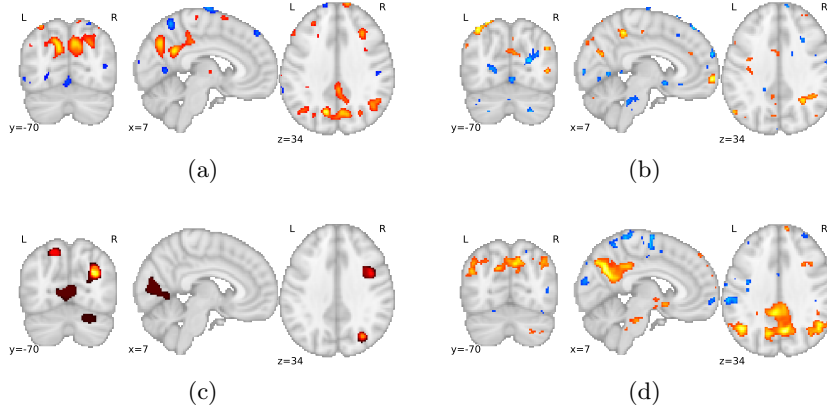 L R L R
y=-70 x=7 z=34
(a)
L R L R
y=-70 x=7 z=34
(b)
L R L R
y=-70 x=7 z=34
(c)
L R L R
y=-70 x=7 z=34
(d)